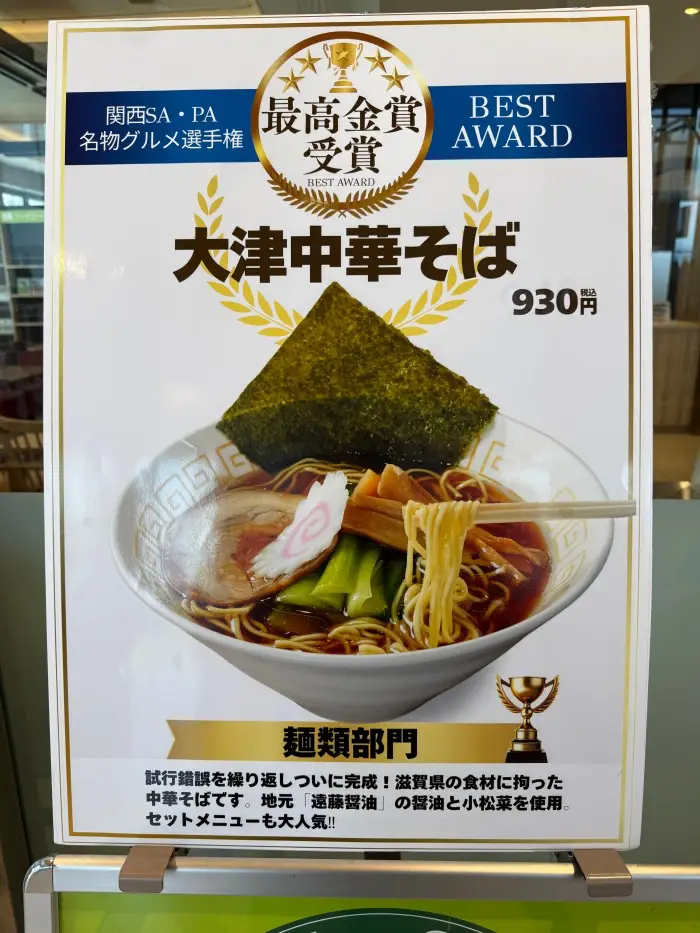 関西SA・PA
名物グルメ選手権
最高金賞
受賞
BEST AWARD
BEST
AWARD
大津中華そば
930円税込
麺類部門
試行錯誤を繰り返しついに完成！滋賀県の食材に拘った
中華そばです。地元「遠藤醤油」の醤油と小松菜を使用。
セットメニューも大人気!!